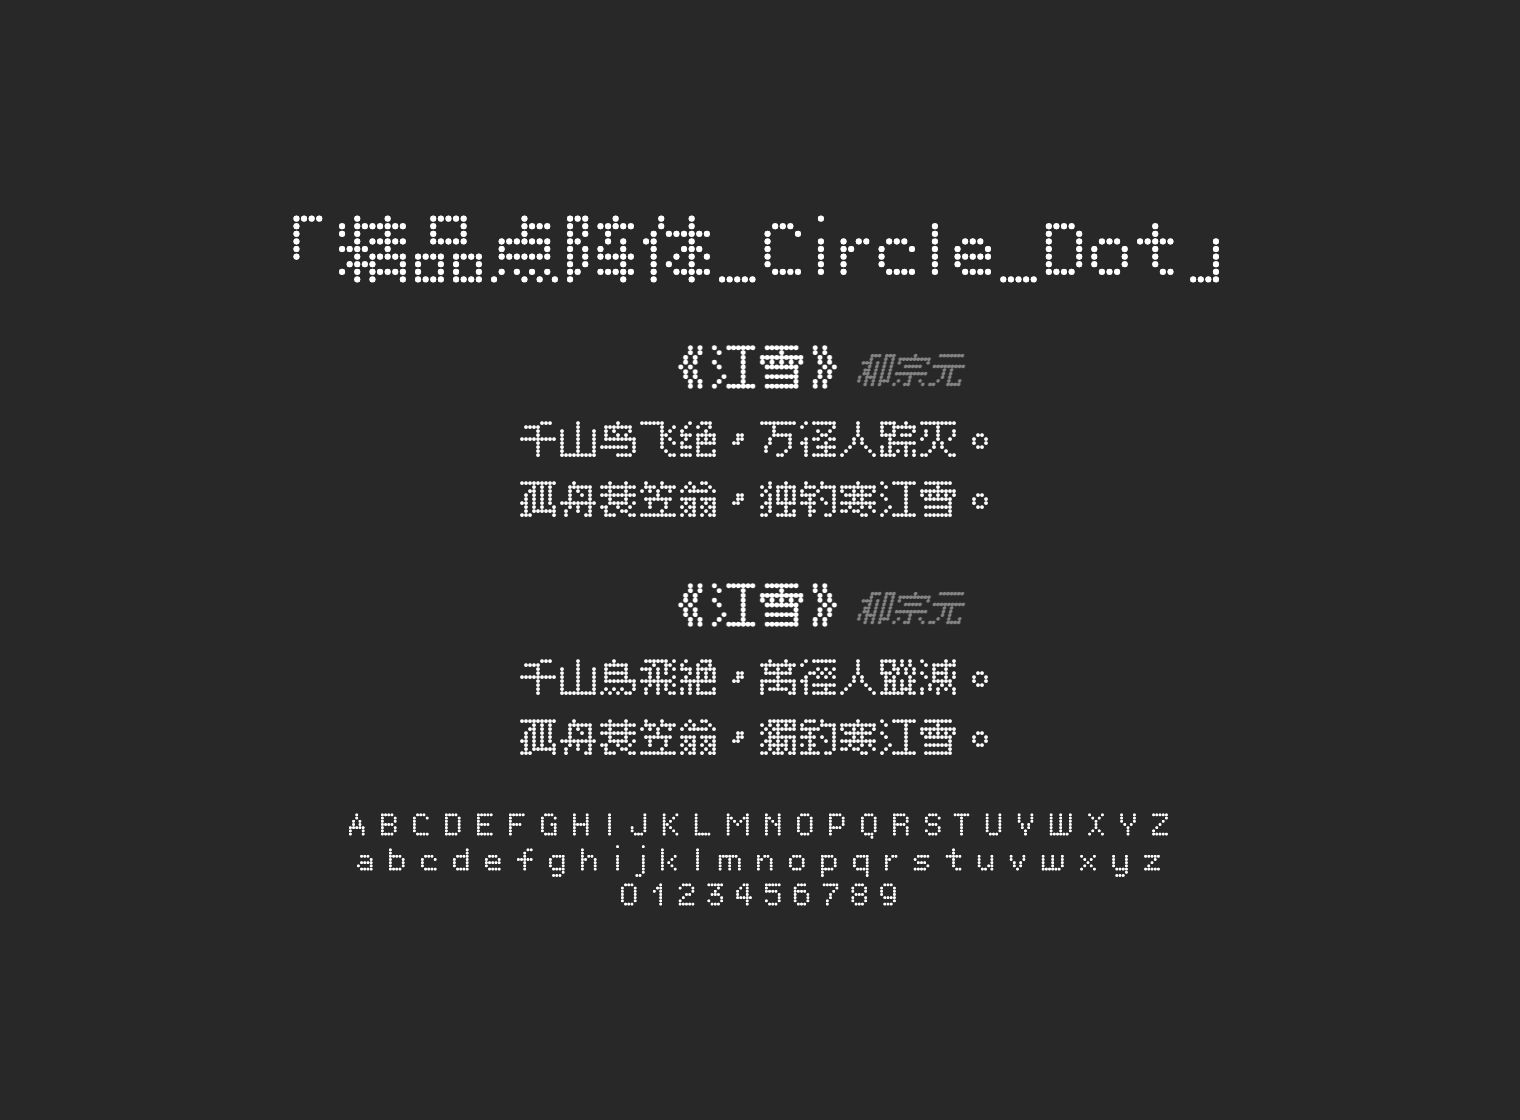 「精品点阵体_Circle_Dot」
《江雪》 柳宗元
千山鸟飞绝，万径人踪灭。
孤舟蓑笠翁，独钓寒江雪。
《江雪》 柳宗元
千山鳥飛絕，萬徑人蹤滅。
孤舟蓑笠翁，獨釣寒江雪。
A B C D E F G H I J K L M N O P Q R S T U V W X Y Z
a b c d e f g h i j k l m n o p q r s t u v w x y z
0 1 2 3 4 5 6 7 8 9